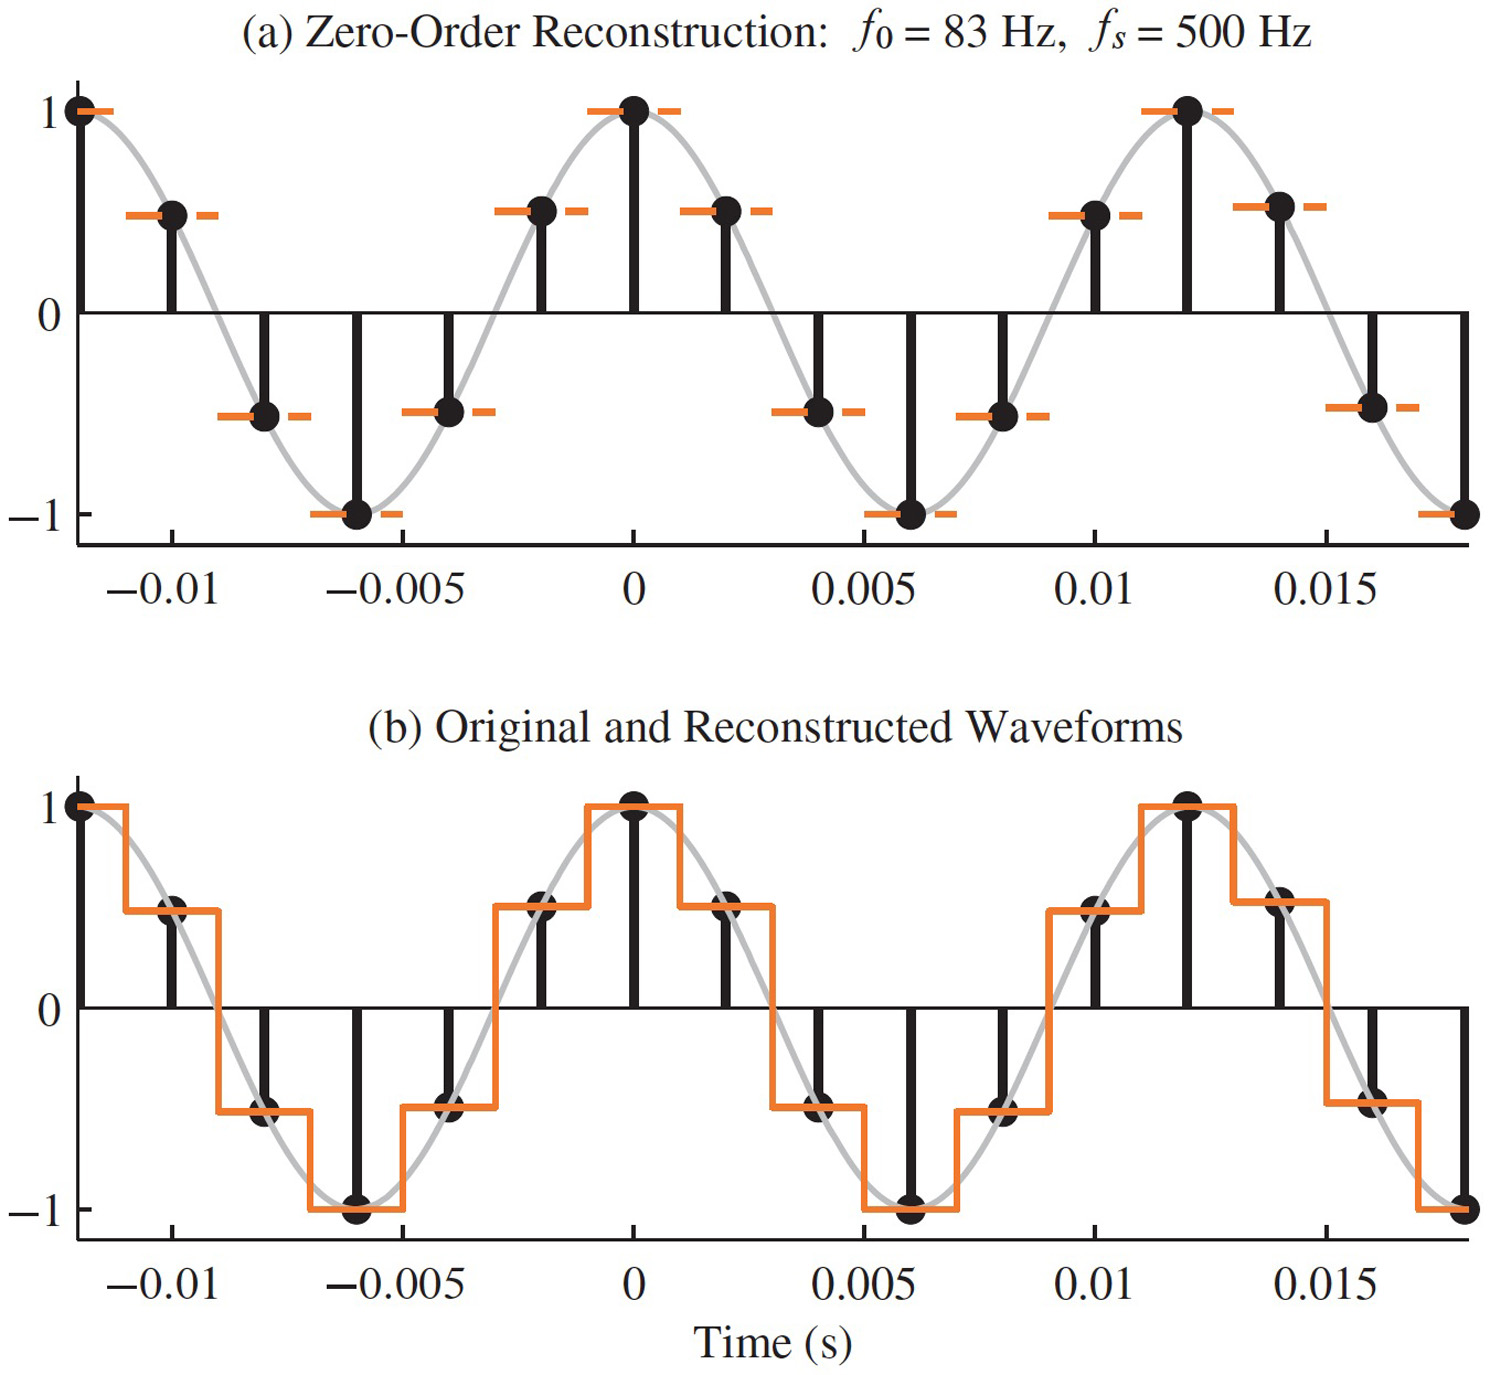 (a) Zero-Order Reconstruction: f0 = 83 Hz, fs = 500 Hz
1
0
−1
−0.01 −0.005 0 0.005 0.01 0.015
(b) Original and Reconstructed Waveforms
1
0
−1
−0.01 −0.005 0 0.005 0.01 0.015
Time (s)